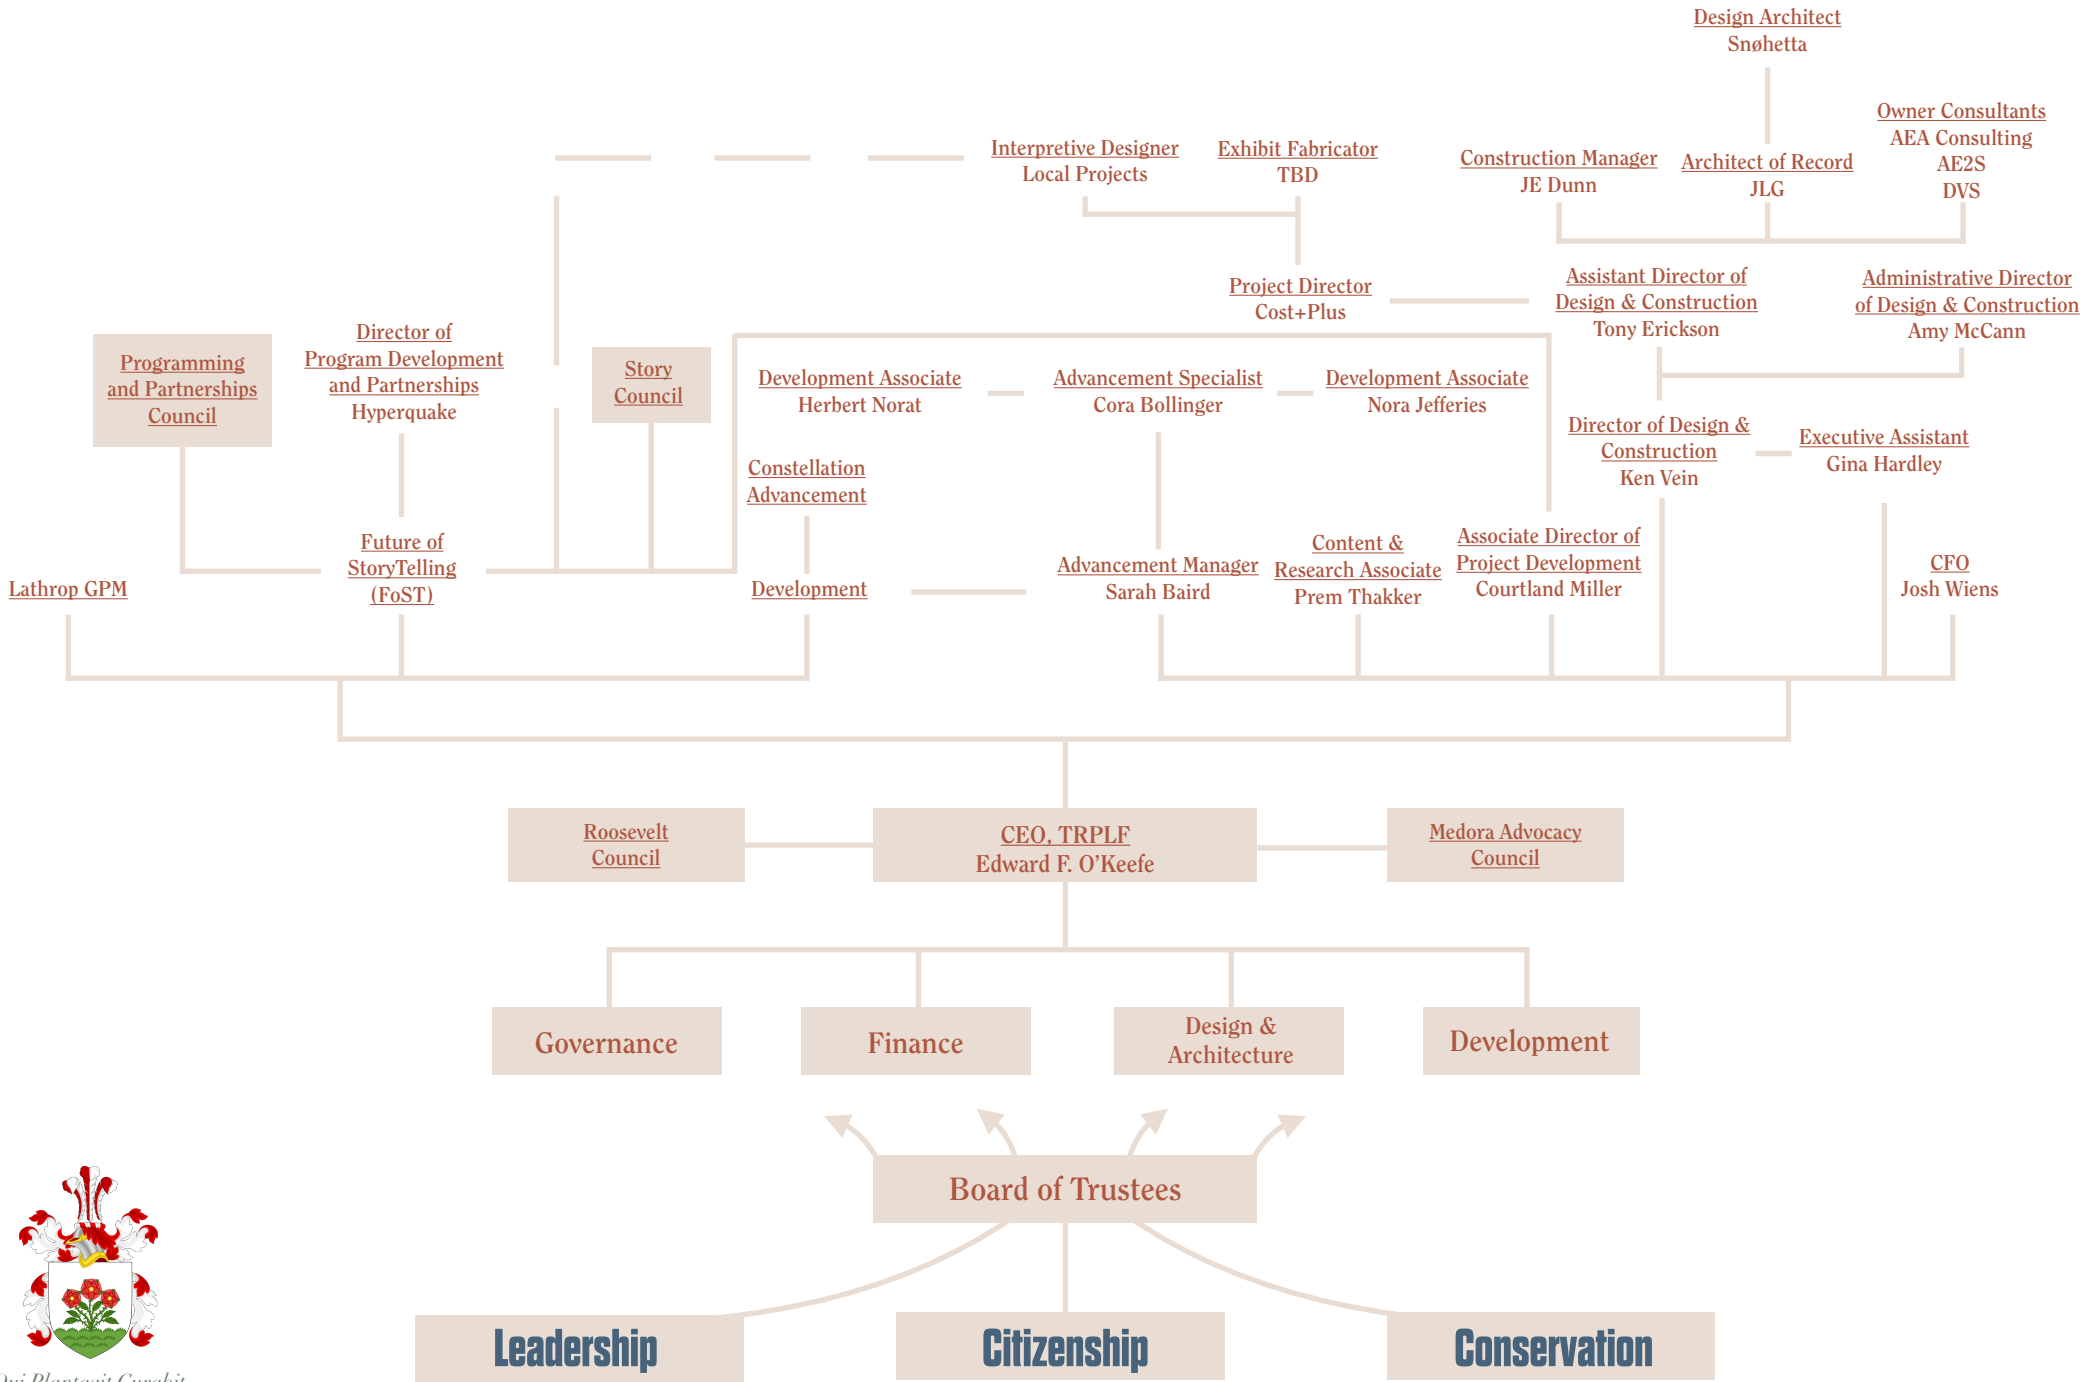 Design Architect
Snøhetta
Owner Consultants
AEA Consulting
AE2S
DVS
Interpretive Designer
Local Projects
Exhibit Fabricator
TBD
Construction Manager
JE Dunn
Architect of Record
JLG
Project Director
Cost+Plus
Assistant Director of
Design & Construction
Tony Erickson
Administrative Director
of Design & Construction
Amy McCann
Programming
and Partnerships
Council
Director of
Program Development
and Partnerships
Hyperquake
Story
Council
Development Associate
Herbert Norat
Advancement Specialist
Cora Bollinger
Development Associate
Nora Jefferies
Director of Design &
Construction
Ken Vein
Executive Assistant
Gina Hardley
Constellation
Advancement
Lathrop GPM
Future of
StoryTelling
(FoST)
Development
Advancement Manager
Sarah Baird
Content &
Research Associate
Prem Thakker
Associate Director of
Project Development
Courtland Miller
CFO
Josh Wiens
Roosevelt
Council
CEO, TRPLF
Edward F. O’Keefe
Medora Advocacy
Council
Governance
Finance
Design &
Architecture
Development
Board of Trustees
Leadership
Citizenship
Conservation
Qui Plantavit Curabit